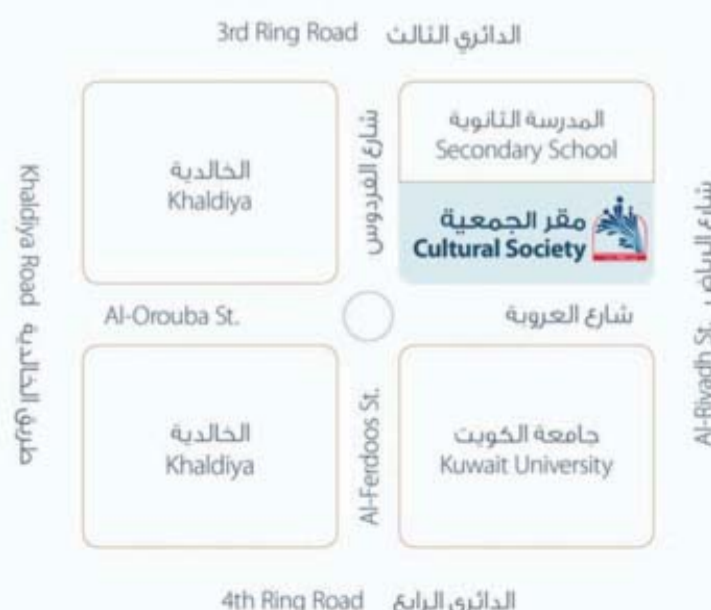 3rd Ring Road الدائري الثالث
الخالدية
Khaldiya
شارع الفردوس
المدرسة الثانوية
Secondary School
مقر الجمعية
Cultural Society
Khaldiya Road طريق الخالدية
Al-Riyadh St. شارع الرياض
Al-Orouba St.
شارع العروبة
الخالدية
Khaldiya
Al-Ferdoos St.
جامعة الكويت
Kuwait University
4th Ring Road الدائري الرابع